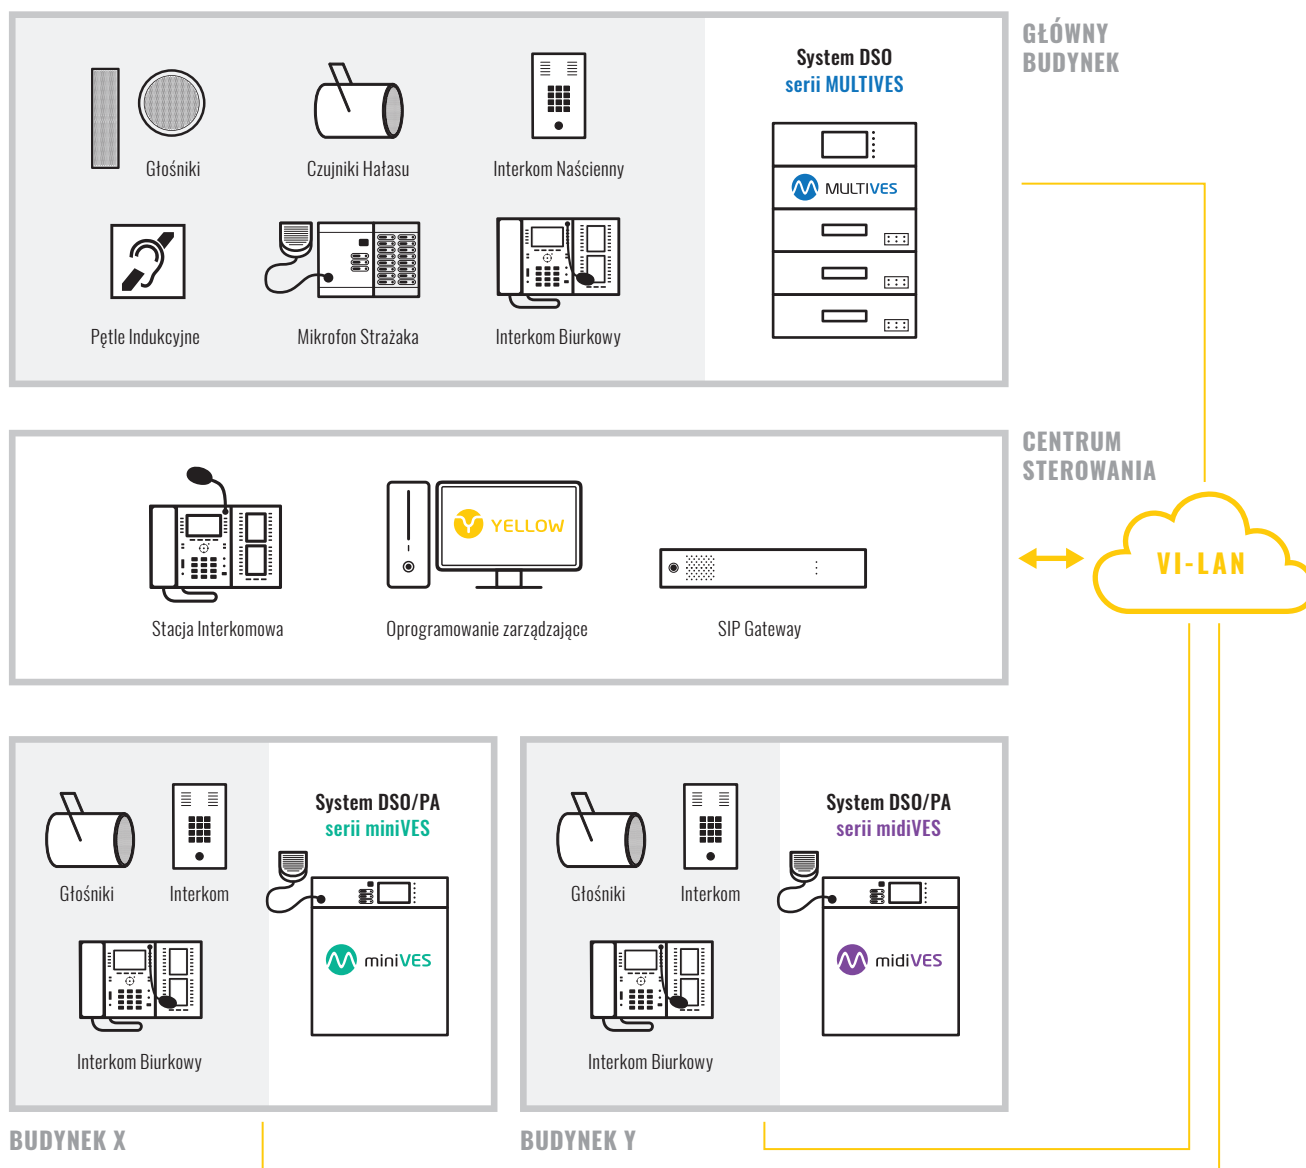 GŁÓWNY
BUDYNEK
System DSO
serii MULTIVES
Głośniki
Czujniki Hałasu
Interkom Naścienny
MULTIVES
Pętle Indukcyjne
Mikrofon Strażaka
Interkom Biurkowy
CENTRUM
STEROWANIA
YELLOW
VI-LAN
Stacja Interkomowa
Oprogramowanie zarządzające
SIP Gateway
System DSO/PA
serii miniVES
Głośniki
Interkom
miniVES
Interkom Biurkowy
BUDYNEK X
System DSO/PA
serii midiVES
Głośniki
Interkom
midiVES
Interkom Biurkowy
BUDYNEK Y